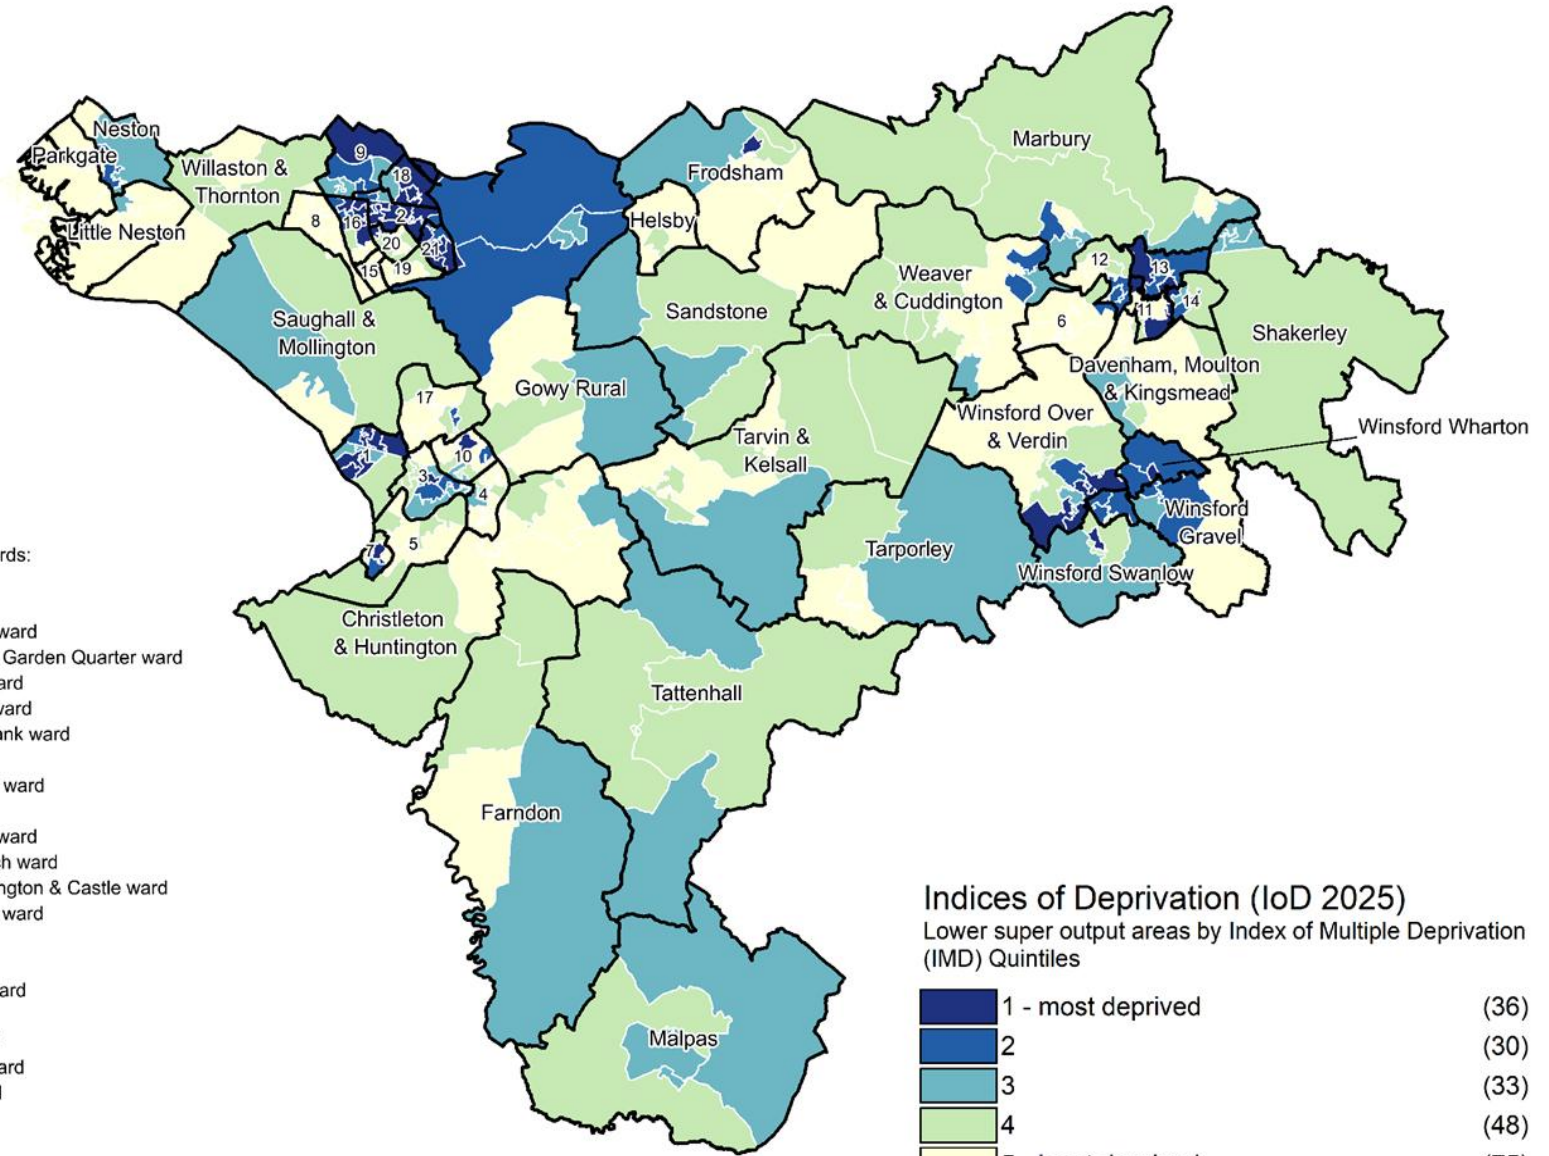 Marbury
Neston
Parkgate
Willaston &
Thornton
9
18
Frodsham
Little Neston
8
16
2
20
21
15
19
Helsby
12
13
Weaver
& Cuddington
11
14
6
Sandstone
Saughall &
Mollington
Shakerley
Davenham, Moulton
& Kingsmead
Gowy Rural
17
Winsford Over
& Verdin
Winsford Wharton
Tarvin &
Kelsall
1
10
3
4
Winsford
Gravel
5
7
Tarporley
Winsford Swanlow
rds:
Christleton
& Huntington
ward
Garden Quarter ward
ard
ward
ank ward
ward
ward
ch ward
ngton & Castle ward
ward
ard
ard
Tattenhall
Farndon
Malpas
Indices of Deprivation (IoD 2025)
Lower super output areas by Index of Multiple Deprivation
(IMD) Quintiles
1 - most deprived (36)
2 (30)
3 (33)
4 (48)